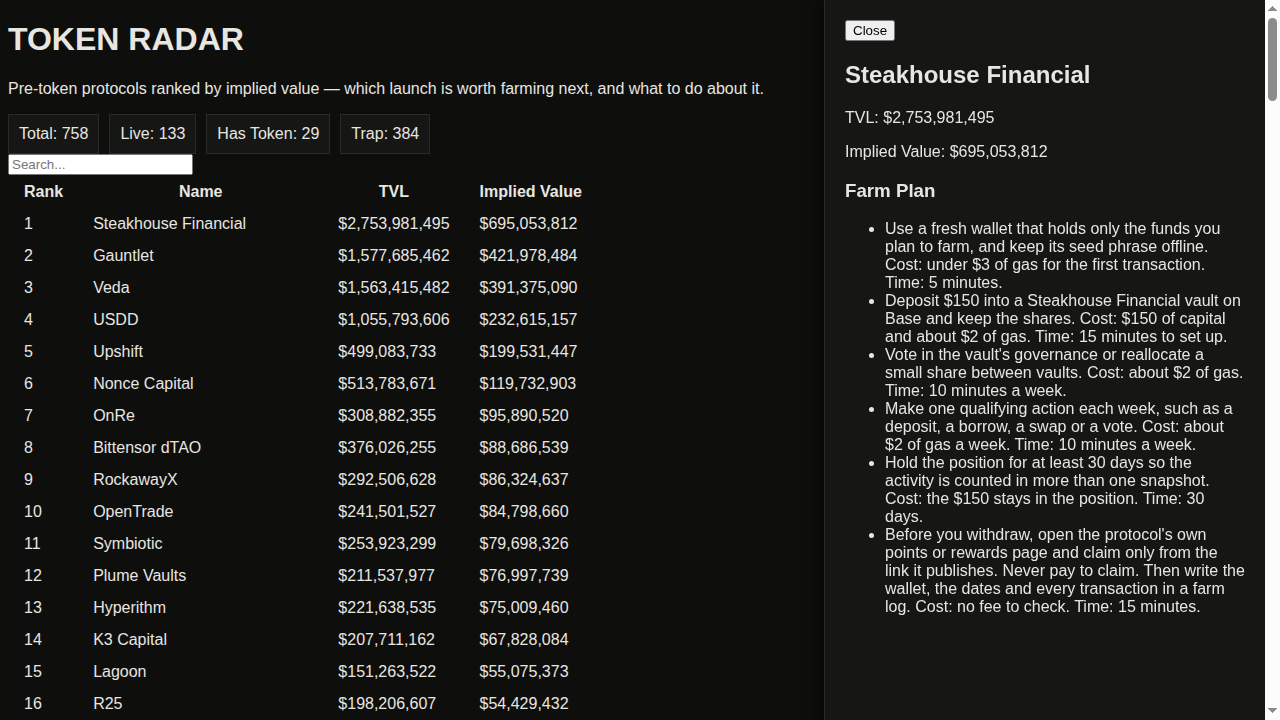 TOKEN RADAR
Pre-token protocols ranked by implied value — which launch is worth farming next, and what to do about it.
Total: 758 Live: 133 Has Token: 29 Trap: 384
Search...
Rank Name TVL Implied Value
1 Steakhouse Financial $2,753,981,495 $695,053,812
2 Gauntlet $1,577,685,462 $421,978,484
3 Veda $1,563,415,482 $391,375,090
4 USDD $1,055,793,606 $232,615,157
5 Upshift $499,083,733 $199,531,447
6 Nonce Capital $513,783,671 $119,732,903
7 OnRe $308,882,355 $95,890,520
8 Bittensor dTAO $376,026,255 $88,686,539
9 RockawayX $292,506,628 $86,324,637
10 OpenTrade $241,501,527 $84,798,660
11 Symbiotic $253,923,299 $79,698,326
12 Plume Vaults $211,537,977 $76,997,739
13 Hyperithm $221,638,535 $75,009,460
14 K3 Capital $207,711,162 $67,828,084
15 Lagoon $151,263,522 $55,075,373
16 R25 $198,206,607 $54,429,432
Close
Steakhouse Financial
TVL: $2,753,981,495
Implied Value: $695,053,812
Farm Plan
• Use a fresh wallet that holds only the funds you
plan to farm, and keep its seed phrase offline.
Cost: under $3 of gas for the first transaction.
Time: 5 minutes.
• Deposit $150 into a Steakhouse Financial vault on
Base and keep the shares. Cost: $150 of capital
and about $2 of gas. Time: 15 minutes to set up.
• Vote in the vault's governance or reallocate a
small share between vaults. Cost: about $2 of gas.
Time: 10 minutes a week.
• Make one qualifying action each week, such as a
deposit, a borrow, a swap or a vote. Cost: about
$2 of gas a week. Time: 10 minutes a week.
• Hold the position for at least 30 days so the
activity is counted in more than one snapshot.
Cost: the $150 stays in the position. Time: 30
days.
• Before you withdraw, open the protocol's own
points or rewards page and claim only from the
link it publishes. Never pay to claim. Then write the
wallet, the dates and every transaction in a farm
log. Cost: no fee to check. Time: 15 minutes.